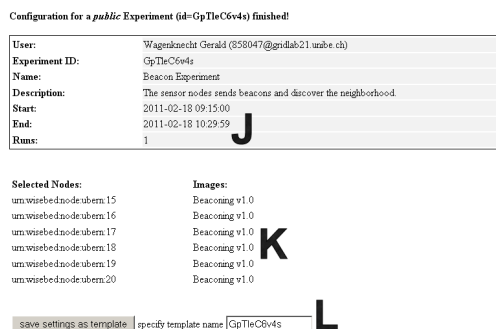 Configuration for a public Experiment (id=GpTleC6v4s) finished!
User: Wagenknecht Gerald (858047@gridlab21.unibe.ch)
Experiment ID: GpTleC6v4s
Name: Beacon Experiment
Description: The sensor nodes sends beacons and discover the neighborhood.
Start: 2011-02-18 09:15:00
End: 2011-02-18 10:29:59
Runs: 1
J
Selected Nodes: Images:
urn:wisebed:node:ubern:15 Beaconing v1.0
urn:wisebed:node:ubern:16 Beaconing v1.0
urn:wisebed:node:ubern:17 Beaconing v1.0
urn:wisebed:node:ubern:18 Beaconing v1.0
urn:wisebed:node:ubern:19 Beaconing v1.0
urn:wisebed:node:ubern:20 Beaconing v1.0
K
save settings as template specify template name GpTleC6v4s
L